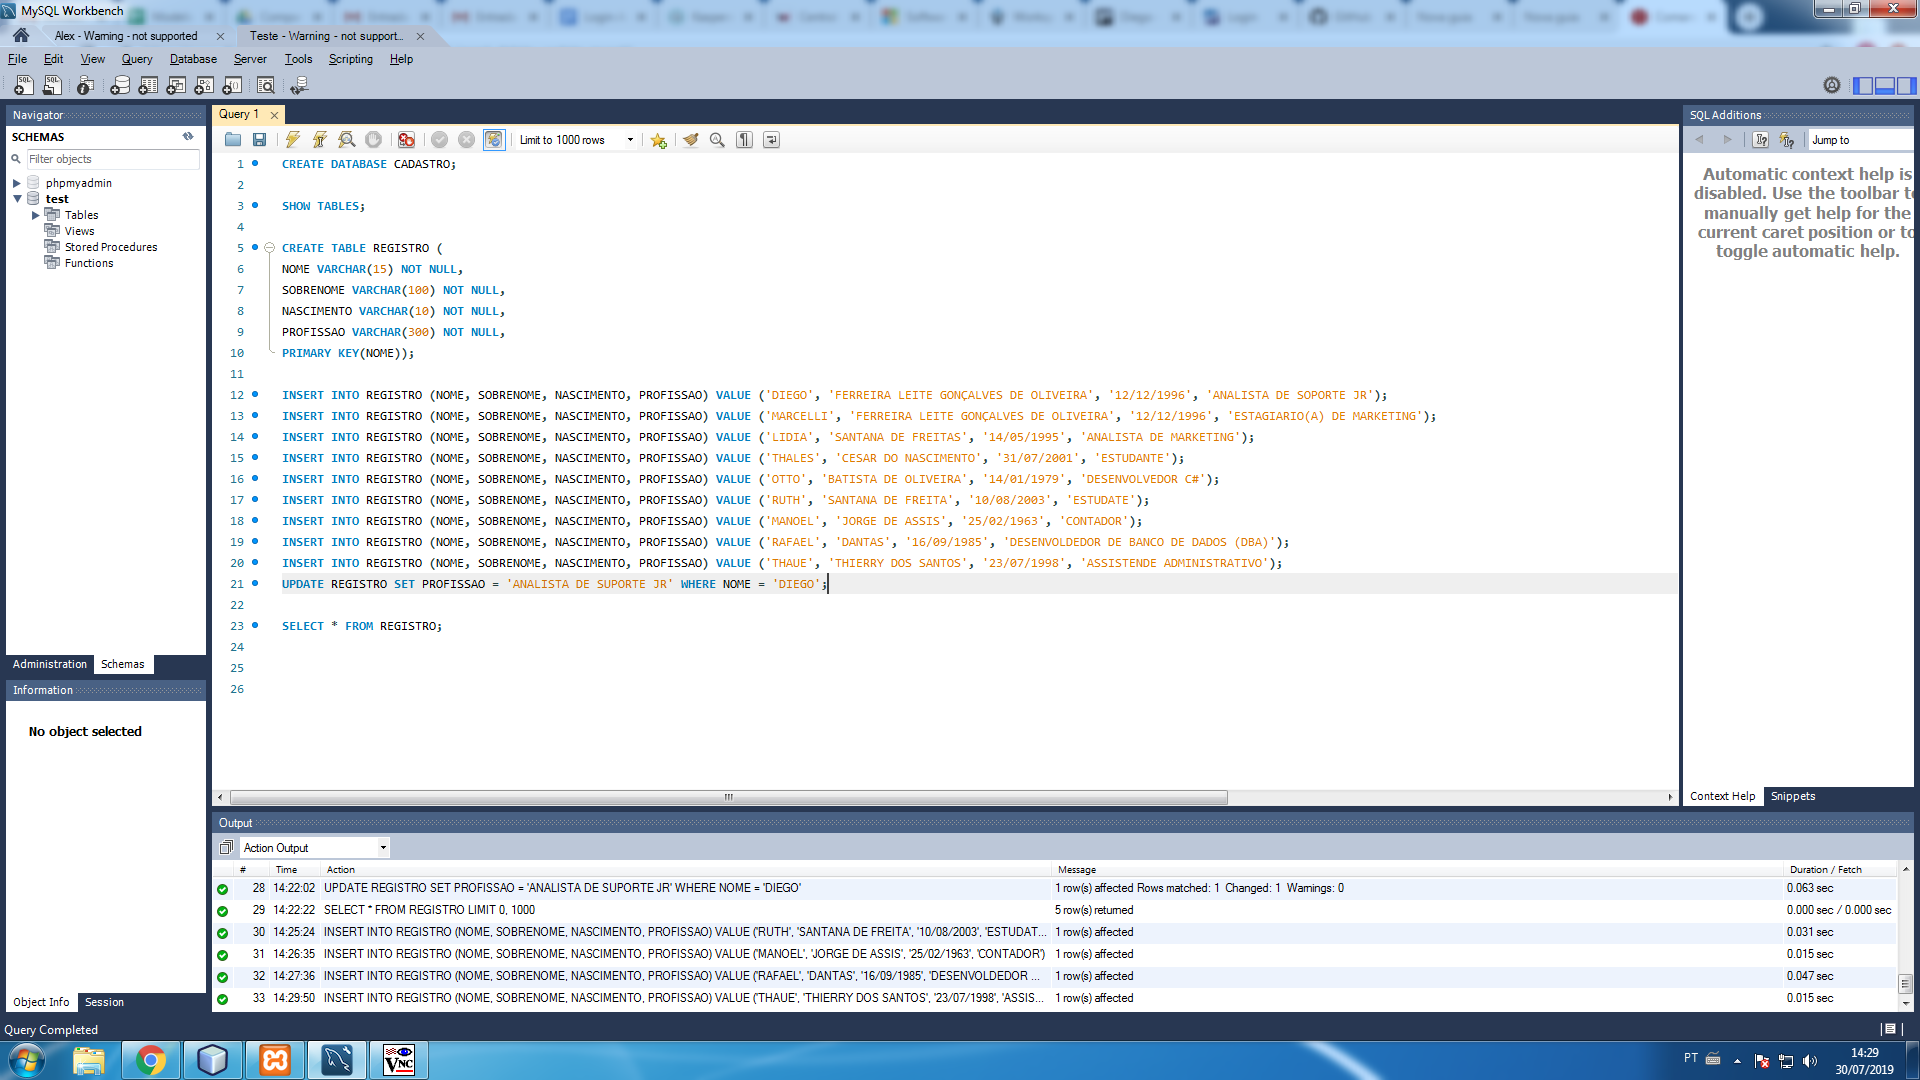 MySQL Workbench
Alex - Warning - not supported
Teste - Warning - not support...
File Edit View Query Database Server Tools Scripting Help
Navigator
SCHEMAS
Filter objects
phpmyadmin
test
Tables
Views
Stored Procedures
Functions
Administration Schemas
Information
No object selected
Object Info Session
Query Completed
Query 1
Limit to 1000 rows
1 CREATE DATABASE CADASTRO;
2
3 SHOW TABLES;
4
5 CREATE TABLE REGISTRO (
6 NOME VARCHAR(15) NOT NULL,
7 SOBRENOME VARCHAR(100) NOT NULL,
8 NASCIMENTO VARCHAR(10) NOT NULL,
9 PROFISSAO VARCHAR(300) NOT NULL,
10 PRIMARY KEY(NOME));
11
12 INSERT INTO REGISTRO (NOME, SOBRENOME, NASCIMENTO, PROFISSAO) VALUE ('DIEGO', 'FERREIRA LEITE GONÇALVES DE OLIVEIRA', '12/12/1996', 'ANALISTA DE SOPORTE JR');
13 INSERT INTO REGISTRO (NOME, SOBRENOME, NASCIMENTO, PROFISSAO) VALUE ('MARCELLI', 'FERREIRA LEITE GONÇALVES DE OLIVEIRA', '12/12/1996', 'ESTAGIARIO(A) DE MARKETING');
14 INSERT INTO REGISTRO (NOME, SOBRENOME, NASCIMENTO, PROFISSAO) VALUE ('LIDIA', 'SANTANA DE FREITAS', '14/05/1995', 'ANALISTA DE MARKETING');
15 INSERT INTO REGISTRO (NOME, SOBRENOME, NASCIMENTO, PROFISSAO) VALUE ('THALES', 'CESAR DO NASCIMENTO', '31/07/2001', 'ESTUDANTE');
16 INSERT INTO REGISTRO (NOME, SOBRENOME, NASCIMENTO, PROFISSAO) VALUE ('OTTO', 'BATISTA DE OLIVEIRA', '14/01/1979', 'DESENVOLVEDOR C#');
17 INSERT INTO REGISTRO (NOME, SOBRENOME, NASCIMENTO, PROFISSAO) VALUE ('RUTH', 'SANTANA DE FREITA', '10/08/2003', 'ESTUDATE');
18 INSERT INTO REGISTRO (NOME, SOBRENOME, NASCIMENTO, PROFISSAO) VALUE ('MANOEL', 'JORGE DE ASSIS', '25/02/1963', 'CONTADOR');
19 INSERT INTO REGISTRO (NOME, SOBRENOME, NASCIMENTO, PROFISSAO) VALUE ('RAFAEL', 'DANTAS', '16/09/1985', 'DESENVOLDEDOR DE BANCO DE DADOS (DBA)');
20 INSERT INTO REGISTRO (NOME, SOBRENOME, NASCIMENTO, PROFISSAO) VALUE ('THAUE', 'THIERRY DOS SANTOS', '23/07/1998', 'ASSISTENDE ADMINISTRATIVO');
21 UPDATE REGISTRO SET PROFISSAO = 'ANALISTA DE SUPORTE JR' WHERE NOME = 'DIEGO';
22
23 SELECT * FROM REGISTRO;
24
25
26
SQL Additions
Jump to
Automatic context help is
disabled. Use the toolbar to
manually get help for the
current caret position or to
toggle automatic help.
Context Help Snippets
Output
Action Output
# Time Action Message Duration / Fetch
28 14:22:02 UPDATE REGISTRO SET PROFISSAO = 'ANALISTA DE SUPORTE JR' WHERE NOME = 'DIEGO' 1 row(s) affected Rows matched: 1 Changed: 1 Warnings: 0 0.063 sec
29 14:22:22 SELECT * FROM REGISTRO LIMIT 0, 1000 5 row(s) returned 0.000 sec / 0.000 sec
30 14:25:24 INSERT INTO REGISTRO (NOME, SOBRENOME, NASCIMENTO, PROFISSAO) VALUE ('RUTH', 'SANTANA DE FREITA', '10/08/2003', 'ESTUDAT... 1 row(s) affected 0.031 sec
31 14:26:35 INSERT INTO REGISTRO (NOME, SOBRENOME, NASCIMENTO, PROFISSAO) VALUE ('MANOEL', 'JORGE DE ASSIS', '25/02/1963', 'CONTADOR') 1 row(s) affected 0.015 sec
32 14:27:36 INSERT INTO REGISTRO (NOME, SOBRENOME, NASCIMENTO, PROFISSAO) VALUE ('RAFAEL', 'DANTAS', '16/09/1985', 'DESENVOLDEDOR ... 1 row(s) affected 0.047 sec
33 14:29:50 INSERT INTO REGISTRO (NOME, SOBRENOME, NASCIMENTO, PROFISSAO) VALUE ('THAUE', 'THIERRY DOS SANTOS', '23/07/1998', 'ASSIS... 1 row(s) affected 0.015 sec
VNC
PT
14:29
30/07/2019